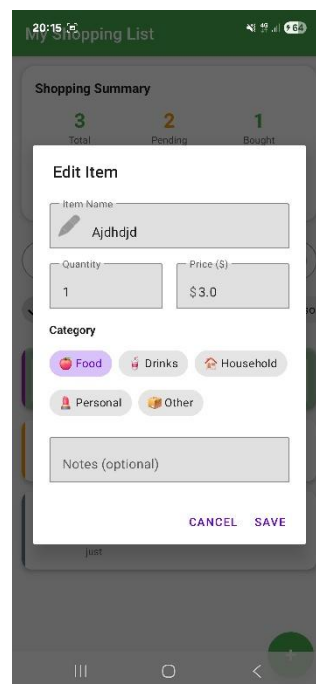 20:15 64
My Shopping List
Shopping Summary
3 2 1
Total Pending Bought
Edit Item
Item Name
Ajdhdjd
Quantity Price ($)
1 $3.0
Category
Food Drinks Household
Personal Other
Notes (optional)
CANCEL SAVE
just
+